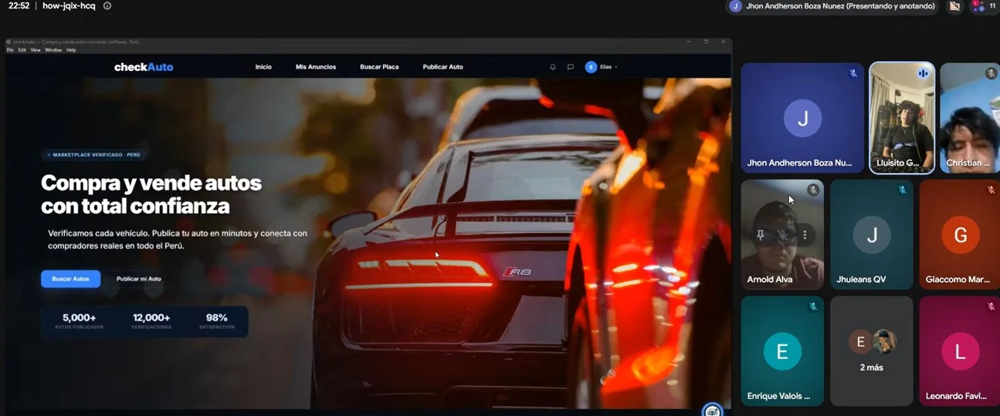 22:52 | how-jqix-hcq
Jhon Andherson Boza Nunez (Presentando y anotando)
11
checkAuto — Compra y vende autos con total confianza · Perú
File Edit View Window Help
checkAuto
Inicio
Mis Anuncios
Buscar Placa
Publicar Auto
E
Elias
MARKETPLACE VERIFICADO · PERÚ
Compra y vende autos
con total confianza
Verificamos cada vehículo. Publica tu auto en minutos y conecta con
compradores reales en todo el Perú.
Buscar Autos
Publicar mi Auto
5,000+
12,000+
98%
AUTOS PUBLICADOS
VERIFICACIONES
SATISFACCIÓN
R8
J
J
Jhon Andherson Boza Nu...
Lluisito G...
Christian ...
Arnold Alva
J
Jhuleans QV
G
Giaccomo Mar...
E
Enrique Valois ...
E
2 más
L
Leonardo Favi...